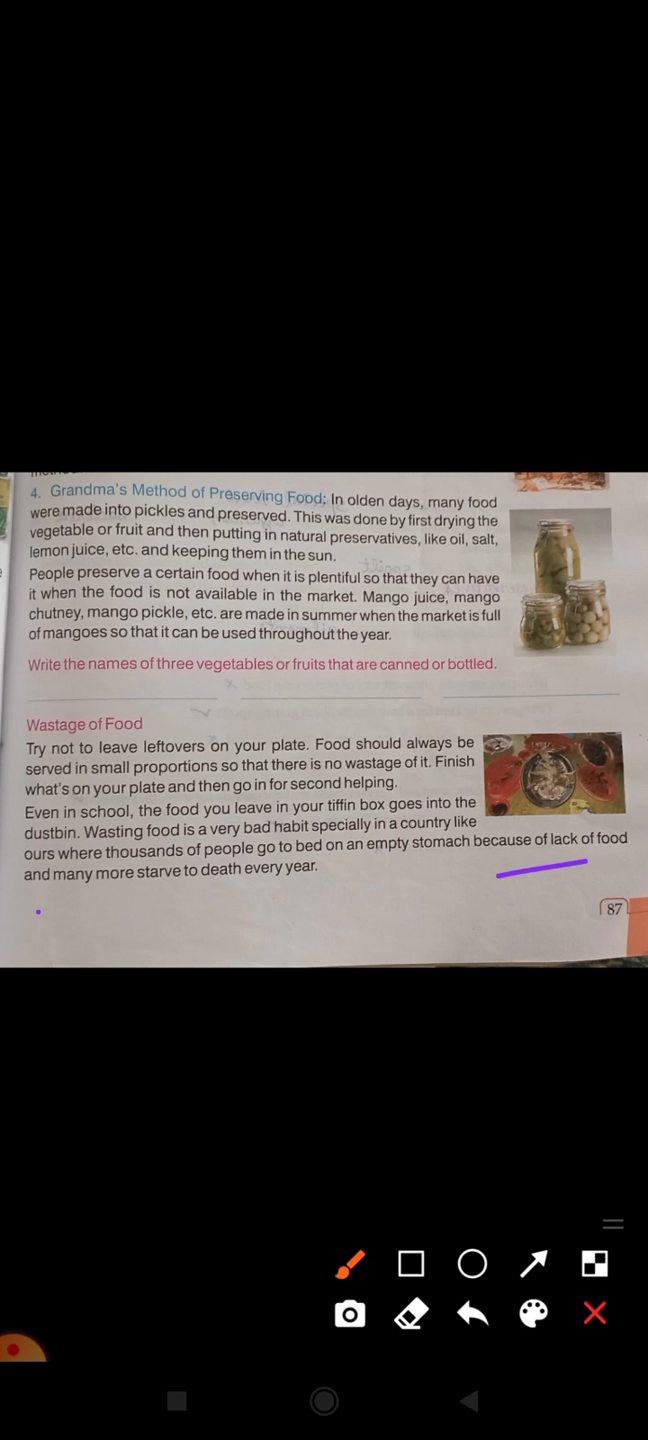 4. Grandma's Method of Preserving Food: In olden days, many food
were made into pickles and preserved. This was done by first drying the
vegetable or fruit and then putting in natural preservatives, like oil, salt,
lemon juice, etc. and keeping them in the sun.
People preserve a certain food when it is plentiful so that they can have
it when the food is not available in the market. Mango juice, mango
chutney, mango pickle, etc. are made in summer when the market is full
of mangoes so that it can be used throughout the year.
Write the names of three vegetables or fruits that are canned or bottled.
Wastage of Food
Try not to leave leftovers on your plate. Food should always be
served in small proportions so that there is no wastage of it. Finish
what's on your plate and then go in for second helping.
Even in school, the food you leave in your tiffin box goes into the
dustbin. Wasting food is a very bad habit specially in a country like
ours where thousands of people go to bed on an empty stomach because of lack of food
and many more starve to death every year.
87